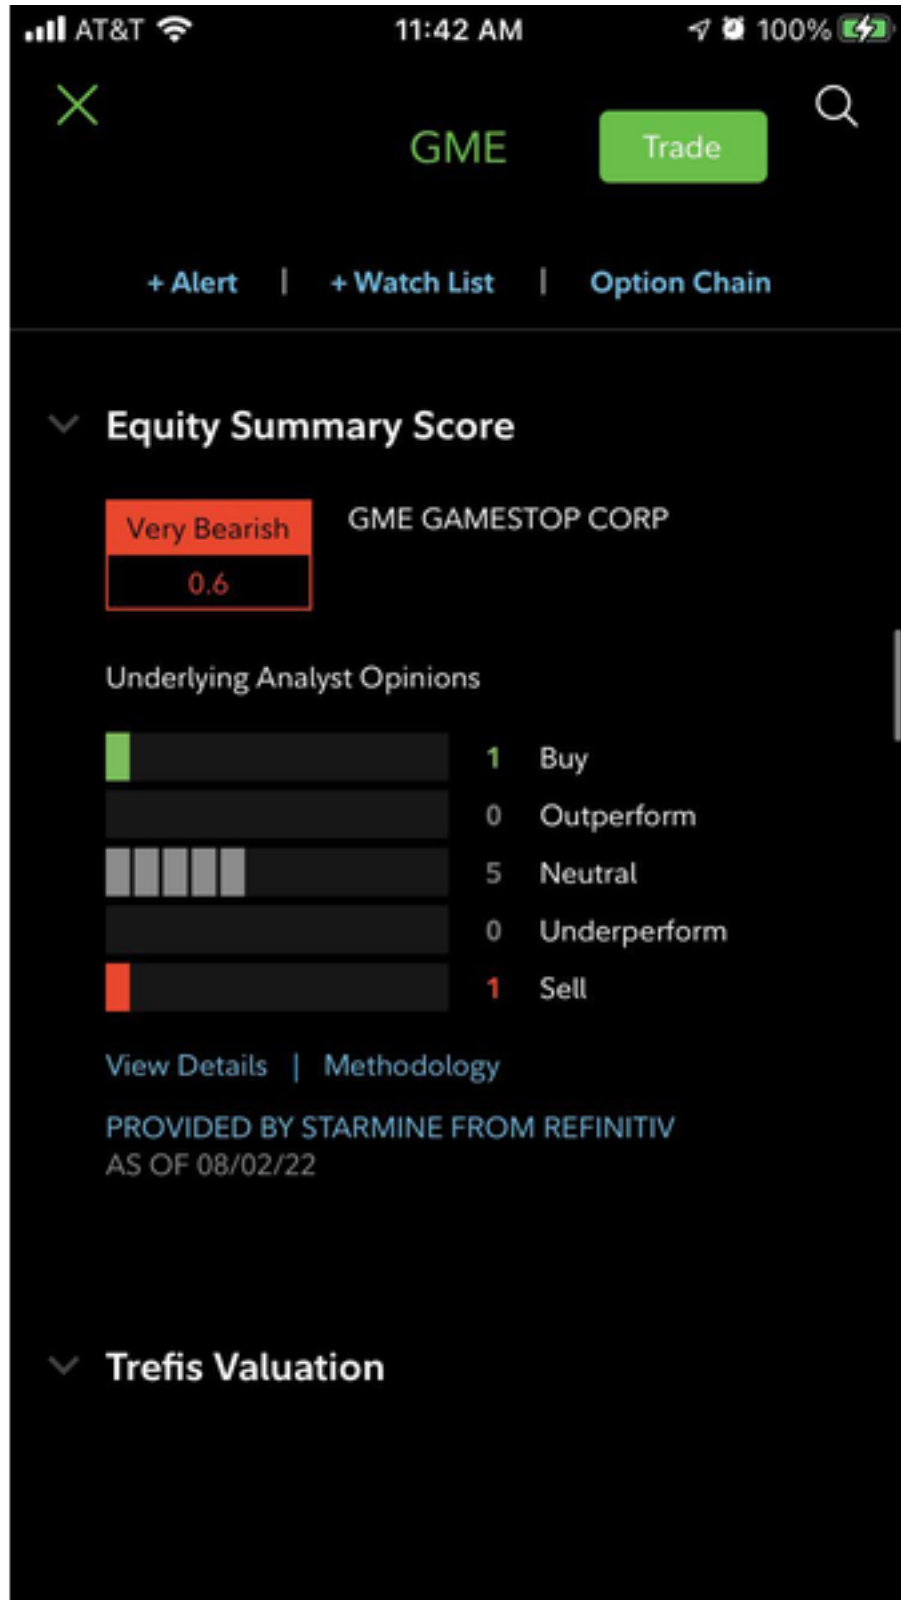 AT&T 11:42 AM 100%
GME Trade
+ Alert | + Watch List | Option Chain
Equity Summary Score
Very Bearish GME GAMESTOP CORP
0.6
Underlying Analyst Opinions
1 Buy
0 Outperform
5 Neutral
0 Underperform
1 Sell
View Details | Methodology
PROVIDED BY STARMINE FROM REFINITIV
AS OF 08/02/22
Trefis Valuation